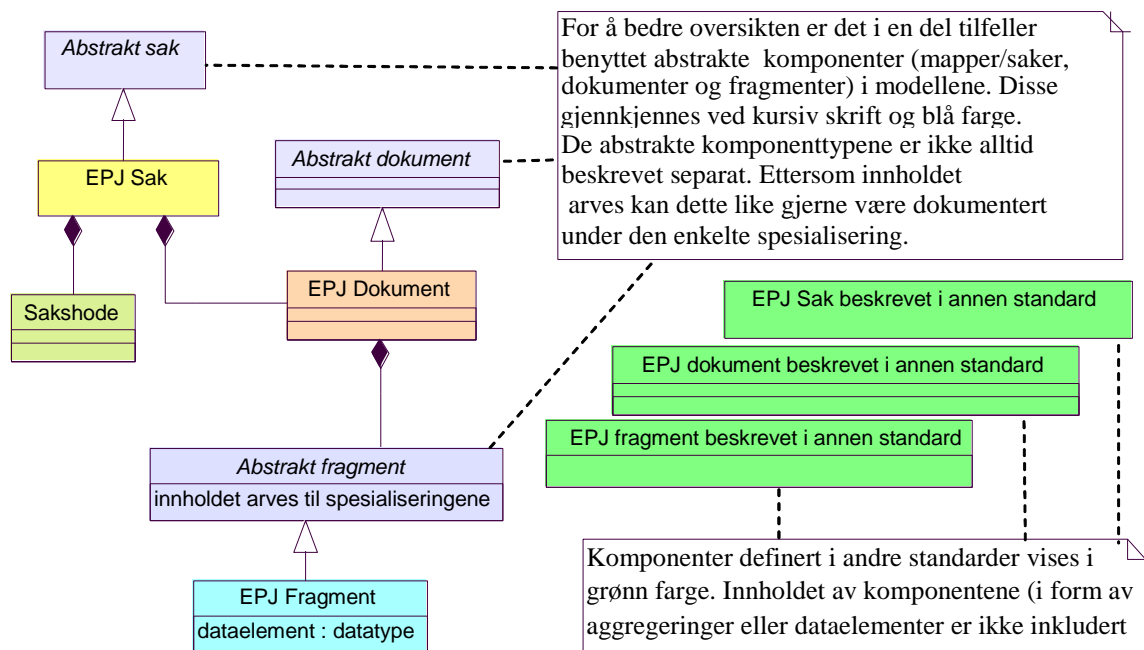 Abstrakt sak
For å bedre oversikten er det i en del tilfeller
benyttet abstrakte komponenter (mapper/saker,
dokumenter og fragmenter) i modellene. Disse
gjennkjennes ved kursiv skrift og blå farge.
De abstrakte komponenttypene er ikke alltid
beskrevet separat. Ettersom innholdet
arves kan dette like gjerne være dokumentert
under den enkelte spesialisering.
Abstrakt dokument
EPJ Sak
EPJ Dokument
Sakshode
EPJ Sak beskrevet i annen standard
EPJ dokument beskrevet i annen standard
EPJ fragment beskrevet i annen standard
Abstrakt fragment
innholdet arves til spesialiseringene
EPJ Fragment
dataelement : datatype
Komponenter definert i andre standarder vises i
grønn farge. Innholdet av komponentene (i form av
aggregeringer eller dataelementer er ikke inkludert